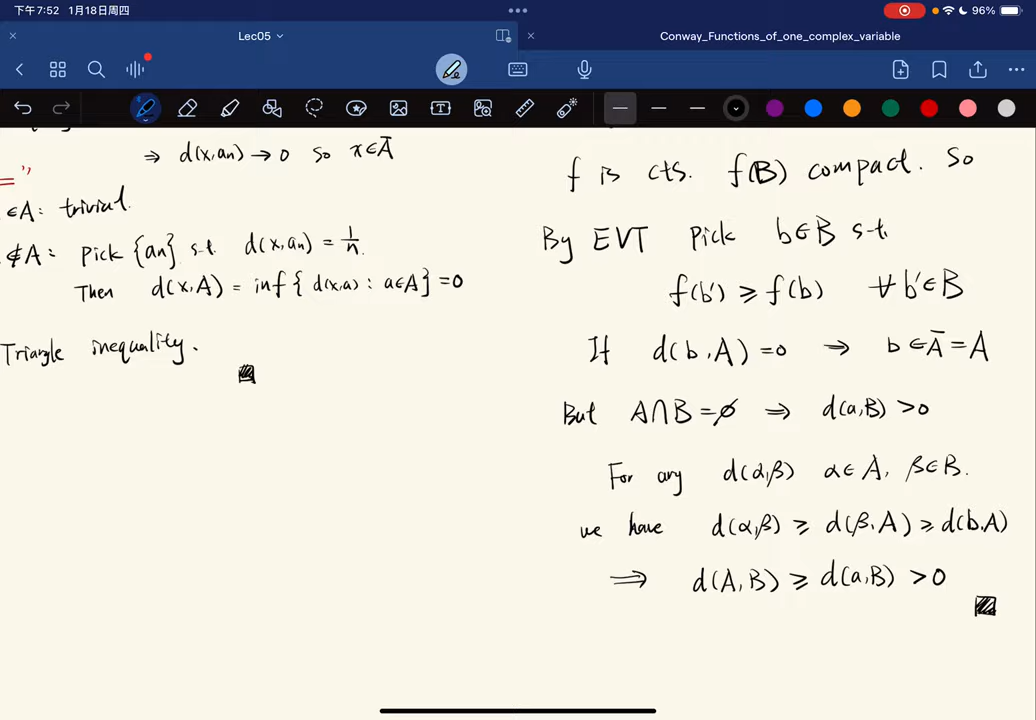 下午7:52 1月18日周四
96%
Lec05
Conway_Functions_of_one_complex_variable
⇒ d(x,an) → 0 so x∈Ā
="
∈A: trivial.
∉A: Pick {an} s.t. d(x,an) = 1/n.
Then d(x,A) = inf{ d(x,a) : a∈A} = 0
Triangle inequality.
f is cts. f(B) compact. So
By EVT Pick b∈B s.t.
f(b') ≥ f(b) ∀ b'∈B
If d(b,A) = 0 ⇒ b ∈ Ā = A
But A∩B = ∅ ⇒ d(a,B) > 0
For any d(α,β) α∈A, β∈B.
we have d(α,β) ≥ d(β,A) ≥ d(b,A)
⇒ d(A,B) ≥ d(a,B) > 0